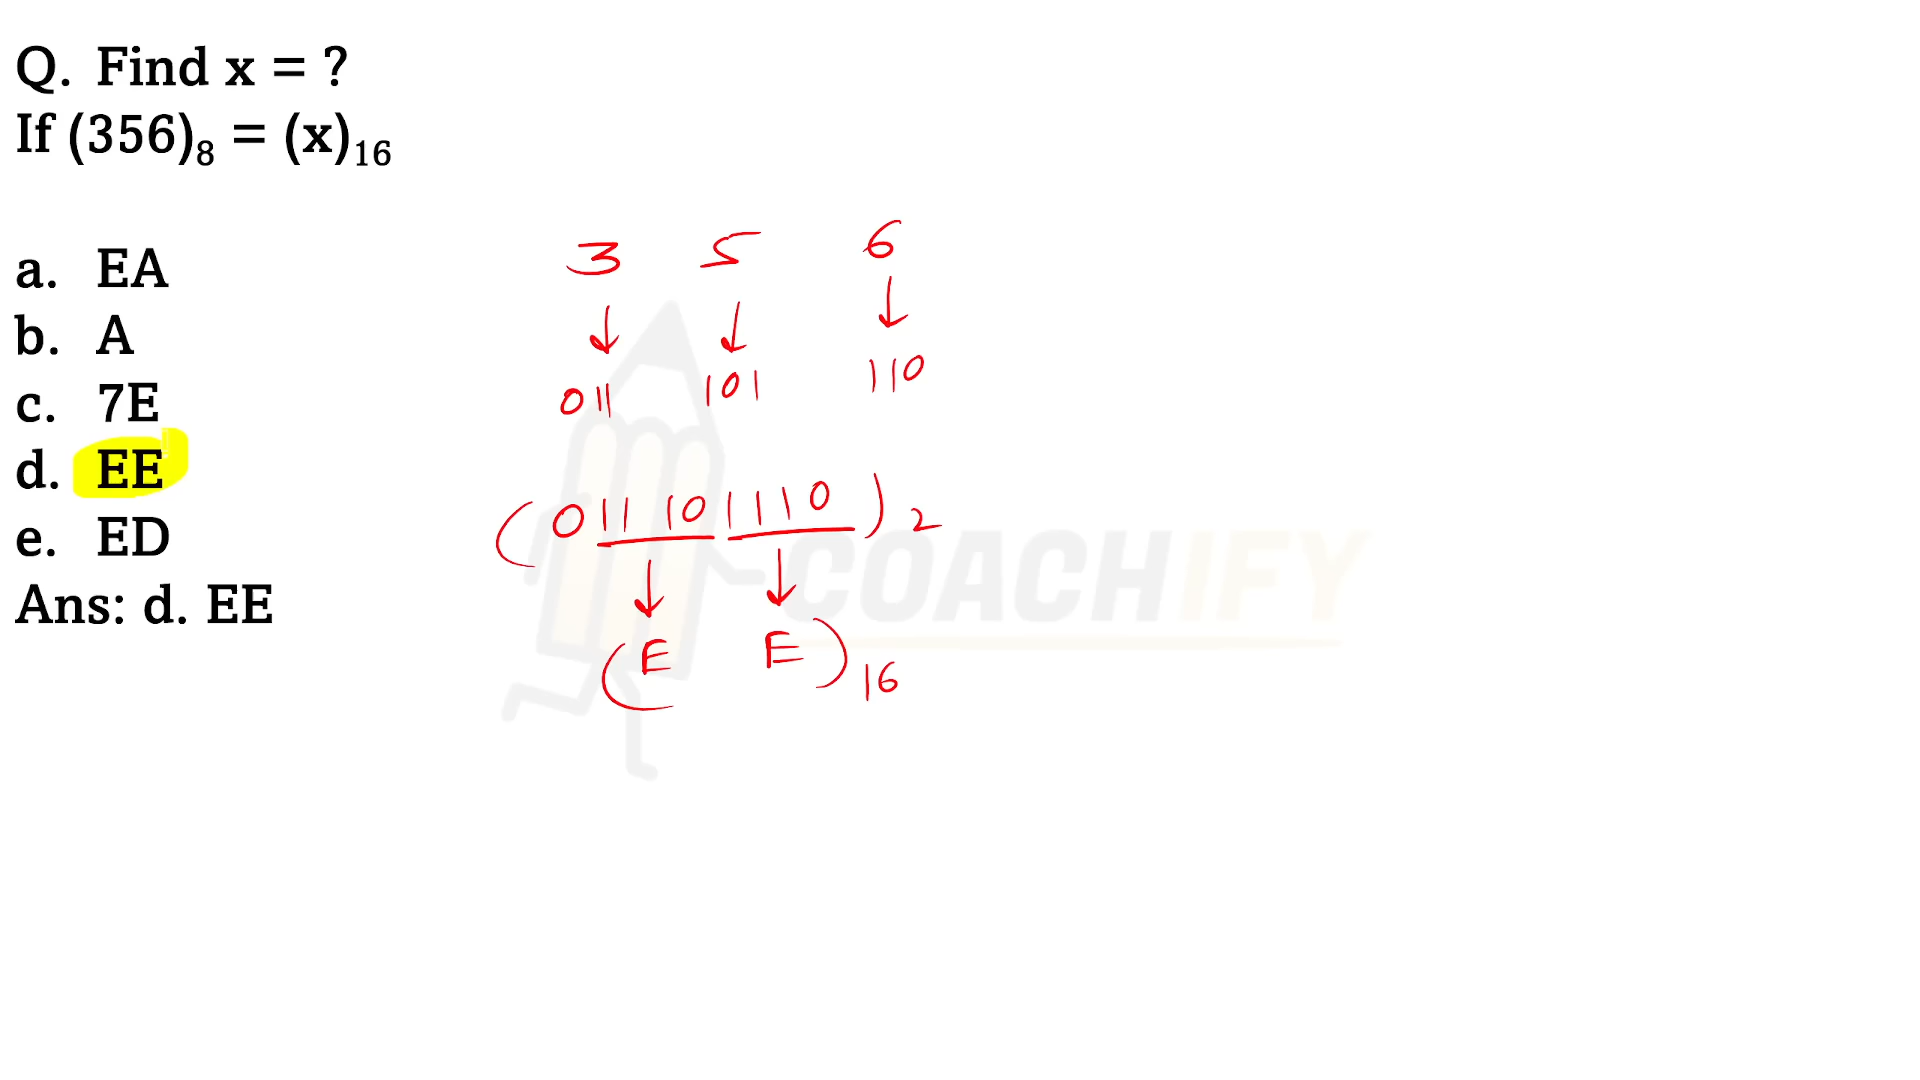 Q. Find x = ?
If (356)₈ = (x)₁₆
a. EA
b. A
c. 7E
d. EE
e. ED
Ans: d. EE
3 5 6
↓ ↓ ↓
011 101 110
(011101110)₂
↓ ↓
(E E)₁₆
COACHIFY